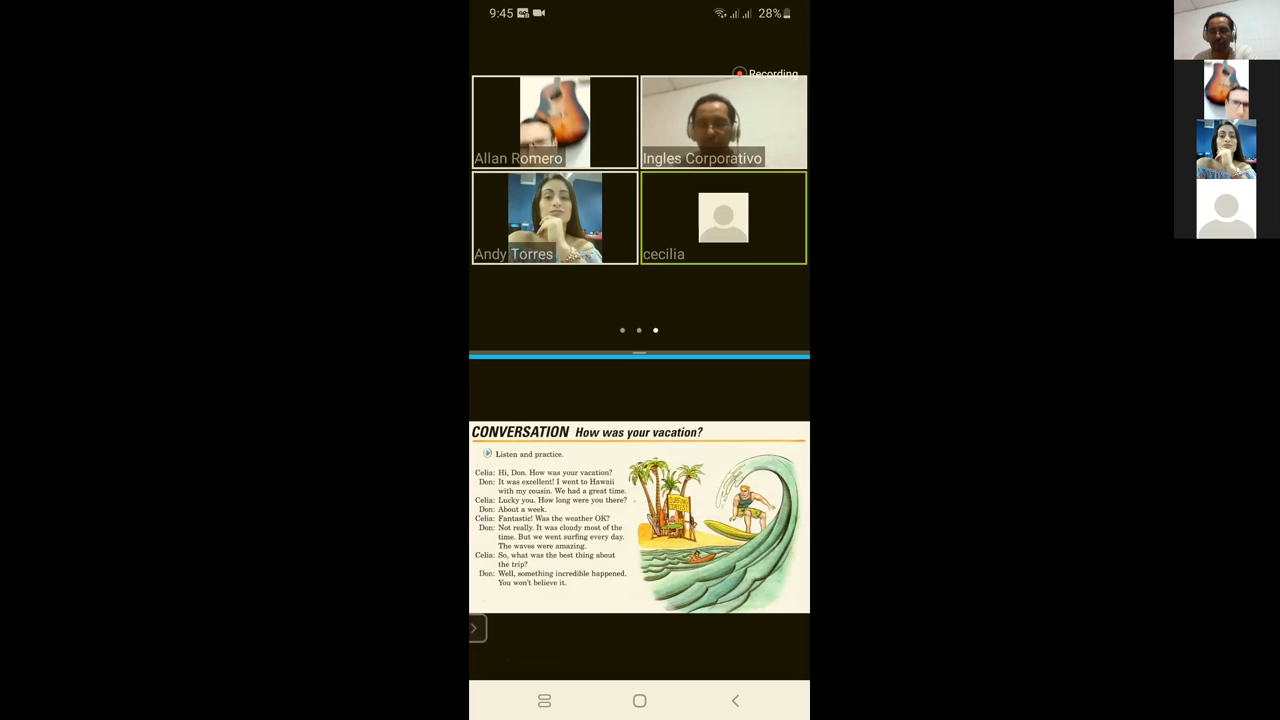 9:45
28%
Recording
Allan Romero
Ingles Corporativo
Andy Torres
cecilia
CONVERSATION How was your vacation?
Listen and practice.
Celia: Hi, Don. How was your vacation?
Don: It was excellent! I went to Hawaii
with my cousin. We had a great time.
Celia: Lucky you. How long were you there?
Don: About a week.
Celia: Fantastic! Was the weather OK?
Don: Not really. It was cloudy most of the
time. But we went surfing every day.
The waves were amazing.
Celia: So, what was the best thing about
the trip?
Don: Well, something incredible happened.
You won't believe it.
SURFING
CONTEST